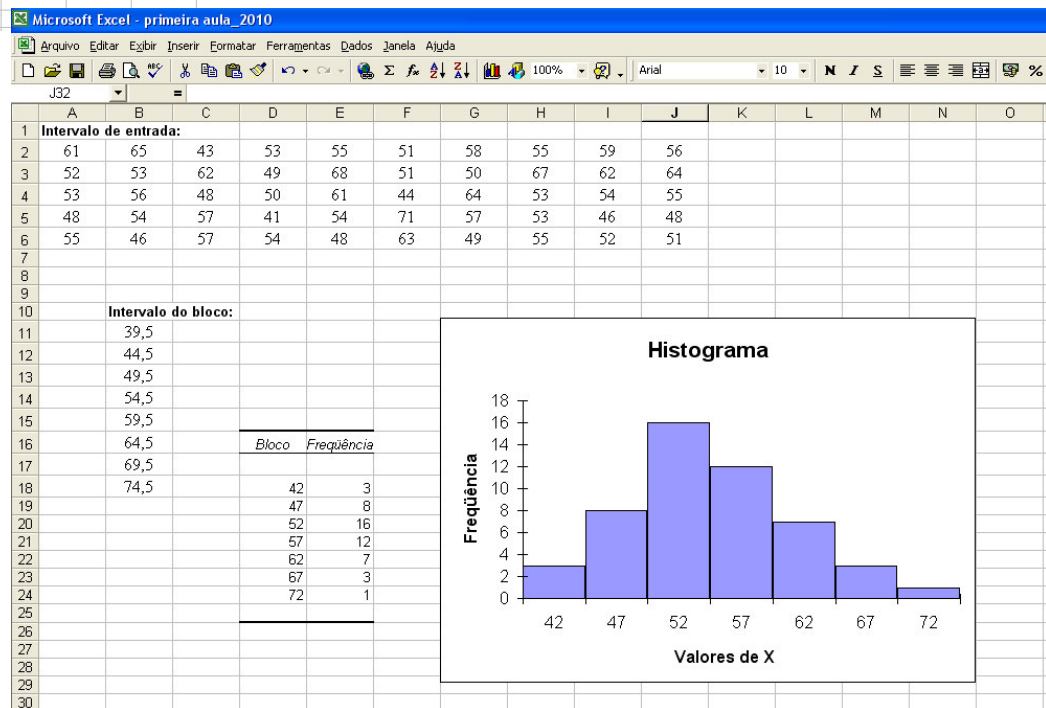 Microsoft Excel - primeira aula_2010
Arquivo Editar Exibir Inserir Formatar Ferramentas Dados Janela Ajuda
100% Arial 10 N I S %
J32 =
A B C D E F G H I J K L M N O
1 Intervalo de entrada:
2 61 65 43 53 55 51 58 55 59 56
3 52 53 62 49 68 51 50 67 62 64
4 53 56 48 50 61 44 64 53 54 55
5 48 54 57 41 54 71 57 53 46 48
6 55 46 57 54 48 63 49 55 52 51
7
8
9
10 Intervalo do bloco:
11 39,5
12 44,5
13 49,5
14 54,5
15 59,5
16 64,5 Bloco Freqüência
17 69,5
18 74,5 42 3
19 47 8
20 52 16
21 57 12
22 62 7
23 67 3
24 72 1
25
26
27
28
29
30
Histograma
Freqüência
18
16
14
12
10
8
6
4
2
0
42 47 52 57 62 67 72
Valores de X